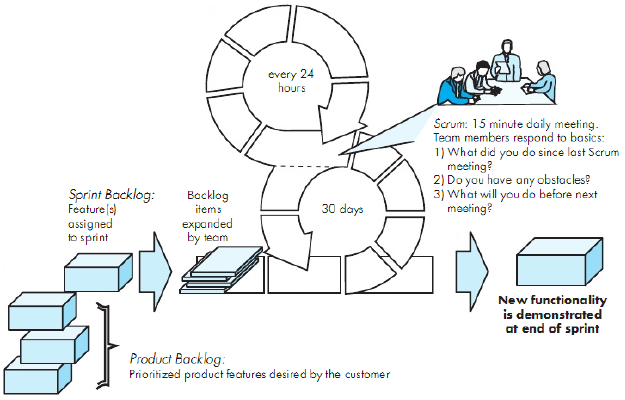 every 24
hours
Scrum: 15 minute daily meeting.
Team members respond to basics:
1) What did you do since last Scrum
meeting?
2) Do you have any obstacles?
3) What will you do before next
meeting?
Sprint Backlog:
Feature(s)
assigned
to sprint
Backlog
items
expanded
by team
30 days
New functionality
is demonstrated
at end of sprint
Product Backlog:
Prioritized product features desired by the customer